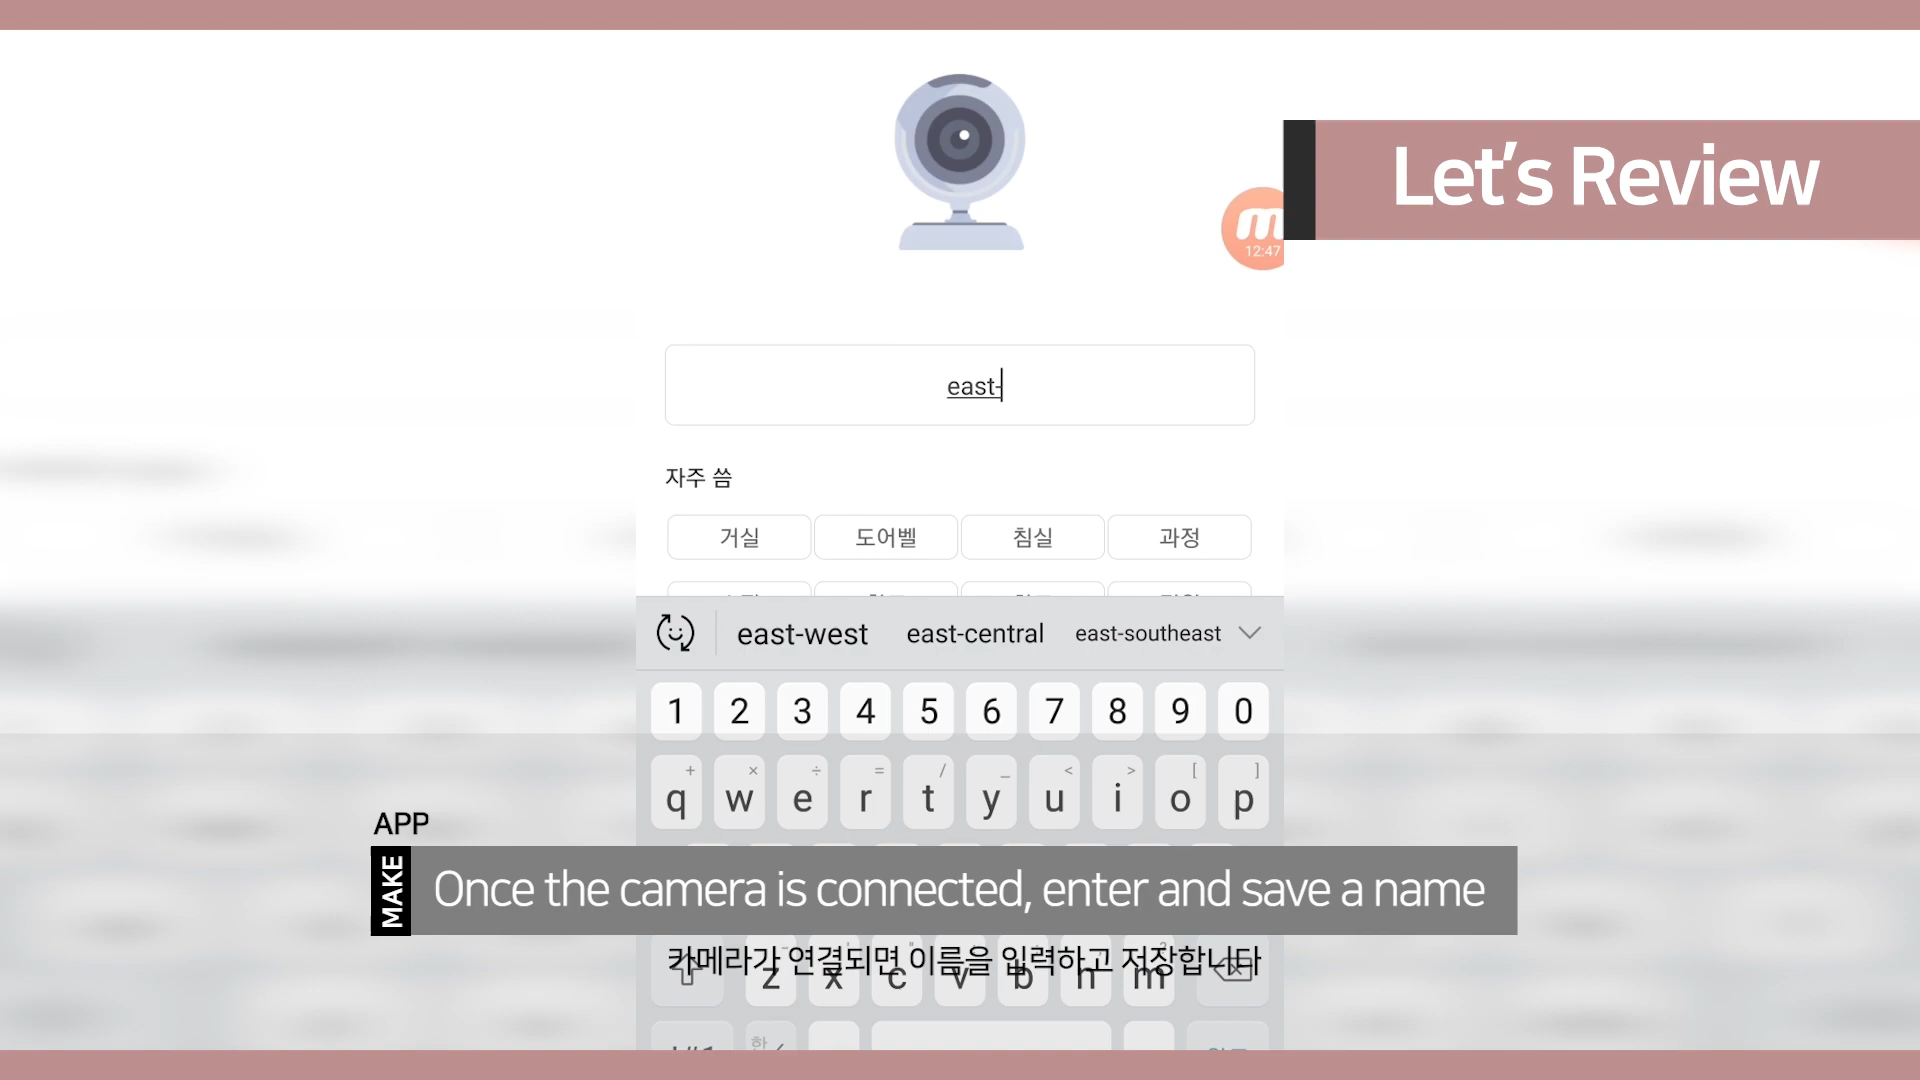 Let's Review
m
12:47
east-
자주 씀
거실 도어벨 침실 과정
east-west east-central east-southeast
1 2 3 4 5 6 7 8 9 0
+ × ÷ = / _ < > [ ]
q w e r t y u i o p
APP
MAKE
Once the camera is connected, enter and save a name
카메라가 연결되면 이름을 입력하고 저장합니다
z x c v b n m